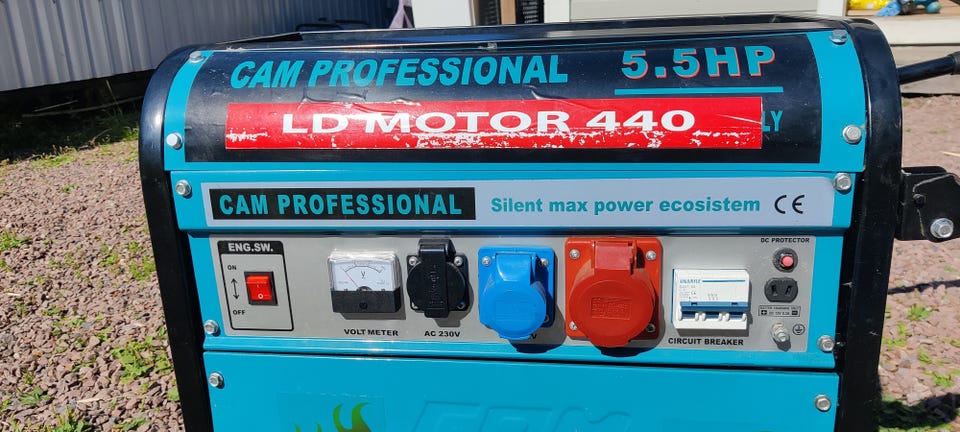 CAM PROFESSIONAL 5.5HP
LD MOTOR 440
LY
CAM PROFESSIONAL Silent max power ecosistem CE
ENG.SW.
ON
OFF
V
VOLT METER
AC 230V
V
CIRCUIT BREAKER
DC PROTECTOR